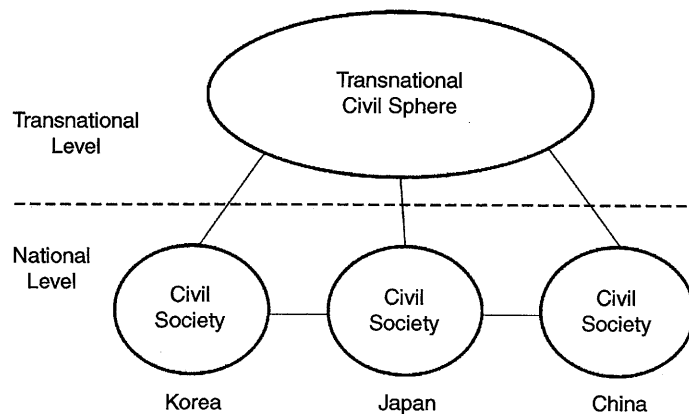 Transnational
Civil Sphere
Transnational
Level
National
Level
Civil
Society
Civil
Society
Civil
Society
Korea
Japan
China